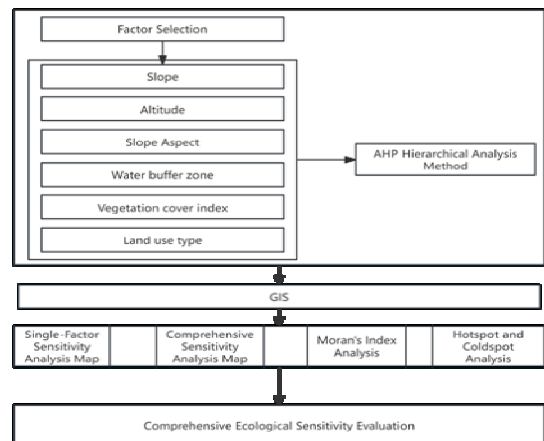 Factor Selection
Slope
Altitude
Slope Aspect
Water buffer zone
Vegetation cover index
Land use type
AHP Hierarchical Analysis
Method
GIS
Single-Factor
Sensitivity
Analysis Map
Comprehensive
Sensitivity
Analysis Map
Moran's Index
Analysis
Hotspot and
Coldspot
Analysis
Comprehensive Ecological Sensitivity Evaluation